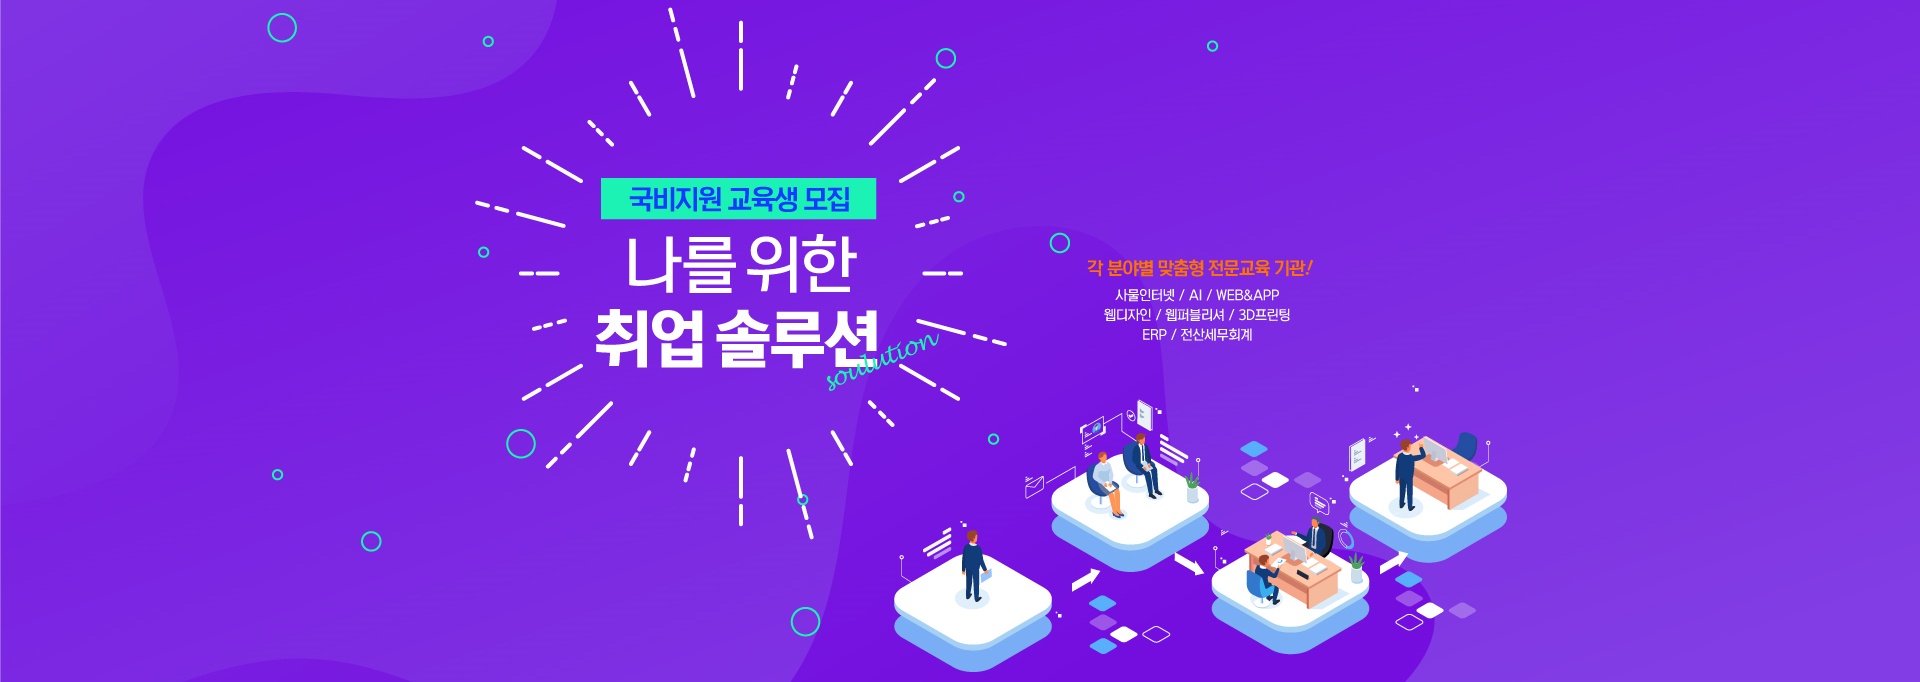 국비지원 교육생 모집
나를 위한
취업 솔루션
soulution
각 분야별 맞춤형 전문교육 기관!
사물인터넷 / AI / WEB&APP
웹디자인 / 웹퍼블리셔 / 3D프린팅
ERP / 전산세무회계